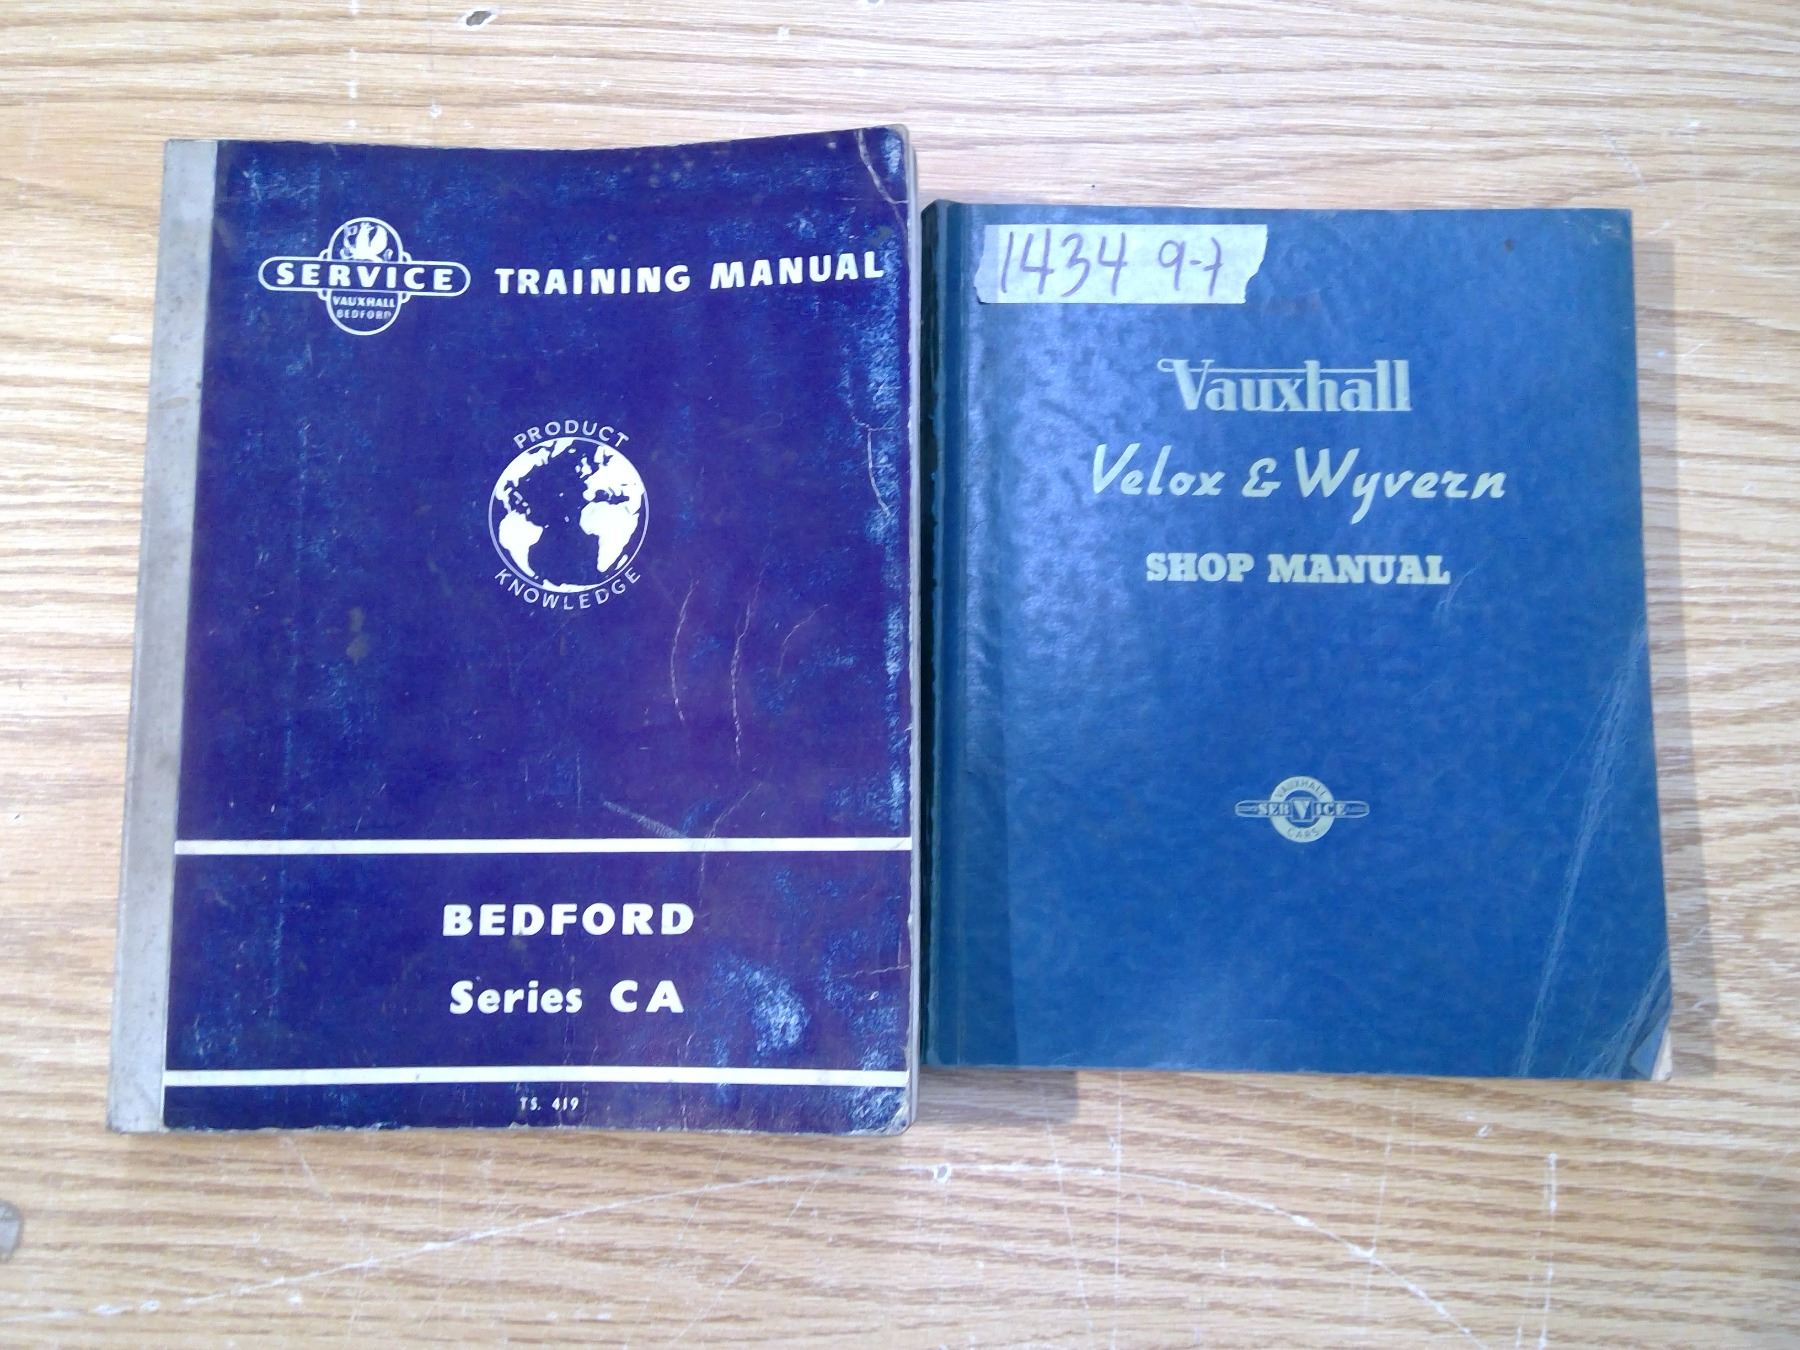 SERVICE
VAUXHALL
BEDFORD
TRAINING MANUAL
PRODUCT
KNOWLEDGE
BEDFORD
Series CA
TS. 419
1434 9-7
Vauxhall
Velox & Wyvern
SHOP MANUAL
VAUXHALL
SERVICE
CARS